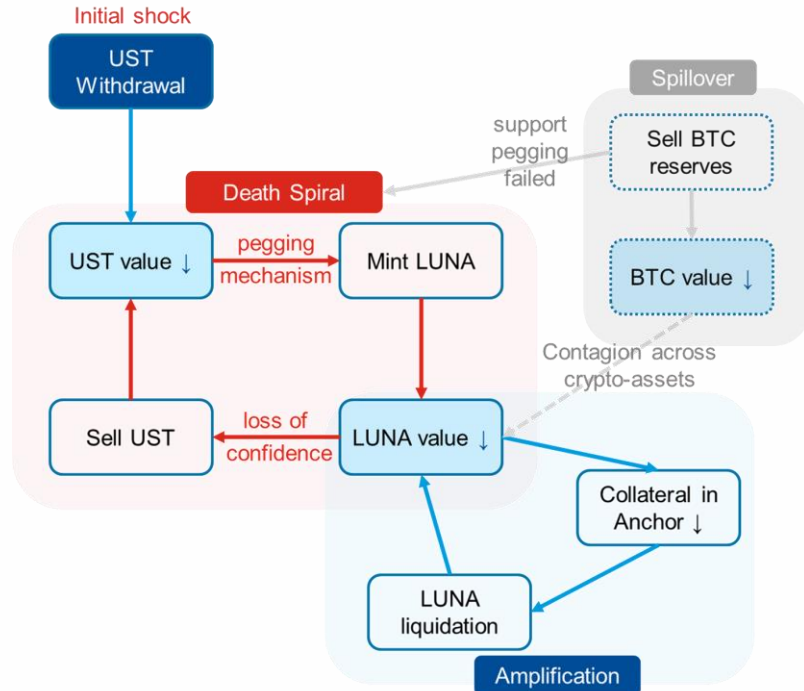 Initial shock
UST
Withdrawal
Spillover
support
pegging
failed
Sell BTC
reserves
Death Spiral
UST value ↓
pegging
mechanism
Mint LUNA
BTC value ↓
Contagion across
crypto-assets
Sell UST
loss of
confidence
LUNA value ↓
Collateral in
Anchor ↓
LUNA
liquidation
Amplification